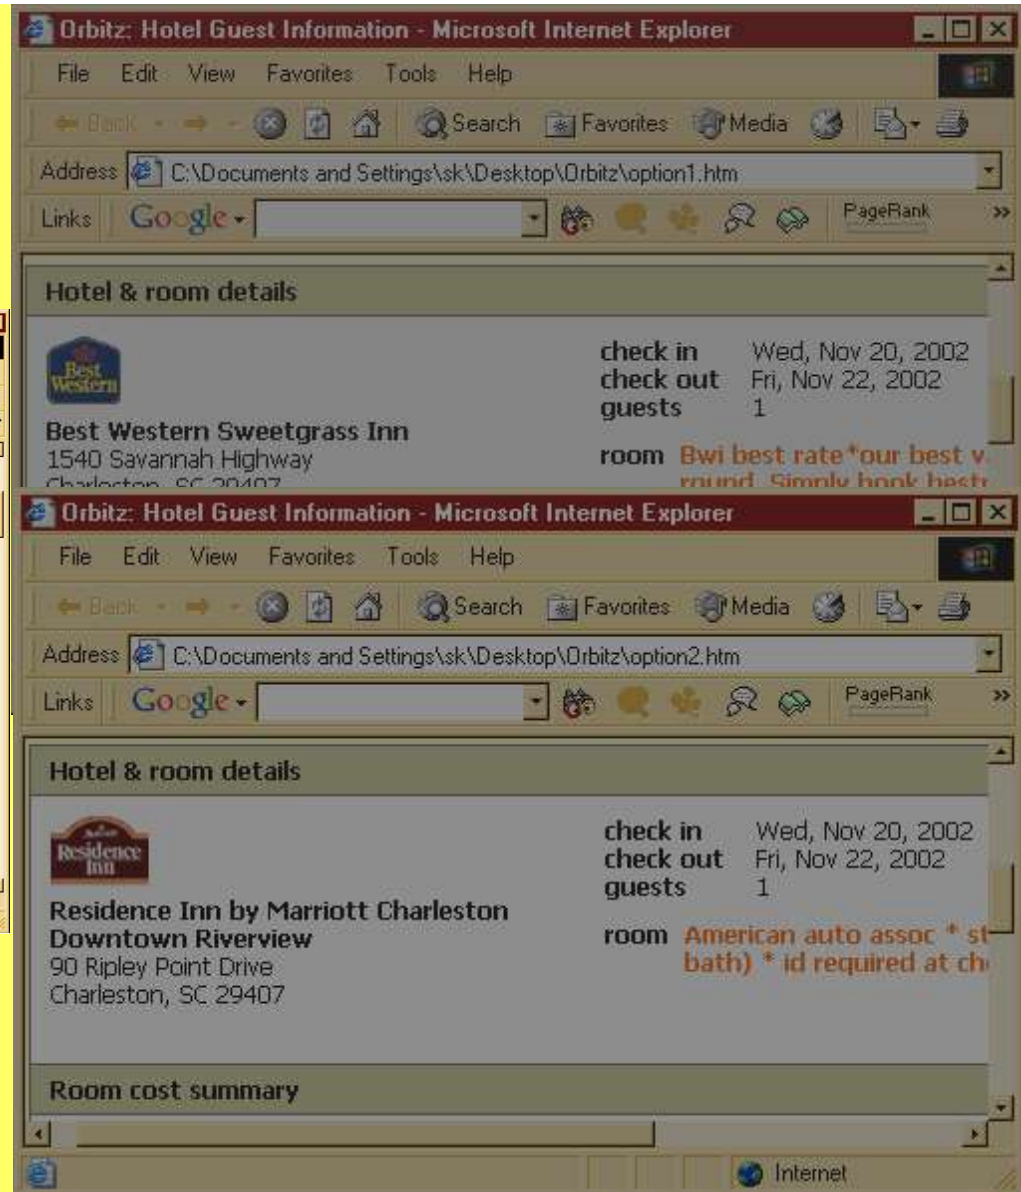 Orbitz: Hotel Guest Information - Microsoft Internet Explorer
File Edit View Favorites Tools Help
Back Search Favorites Media
Address C:\Documents and Settings\sk\Desktop\Orbitz\option1.htm
Links Google PageRank »
Hotel & room details
Best Western
check in Wed, Nov 20, 2002
check out Fri, Nov 22, 2002
guests 1
Best Western Sweetgrass Inn
1540 Savannah Highway
Charleston, SC 29407
room Bwi best rate*our best v
round. Simply book best
Orbitz: Hotel Guest Information - Microsoft Internet Explorer
File Edit View Favorites Tools Help
Back Search Favorites Media
Address C:\Documents and Settings\sk\Desktop\Orbitz\option2.htm
Links Google PageRank »
Hotel & room details
Residence Inn
check in Wed, Nov 20, 2002
check out Fri, Nov 22, 2002
guests 1
Residence Inn by Marriott Charleston
Downtown Riverview
90 Ripley Point Drive
Charleston, SC 29407
room American auto assoc * st
bath) * id required at ch
Room cost summary
Internet